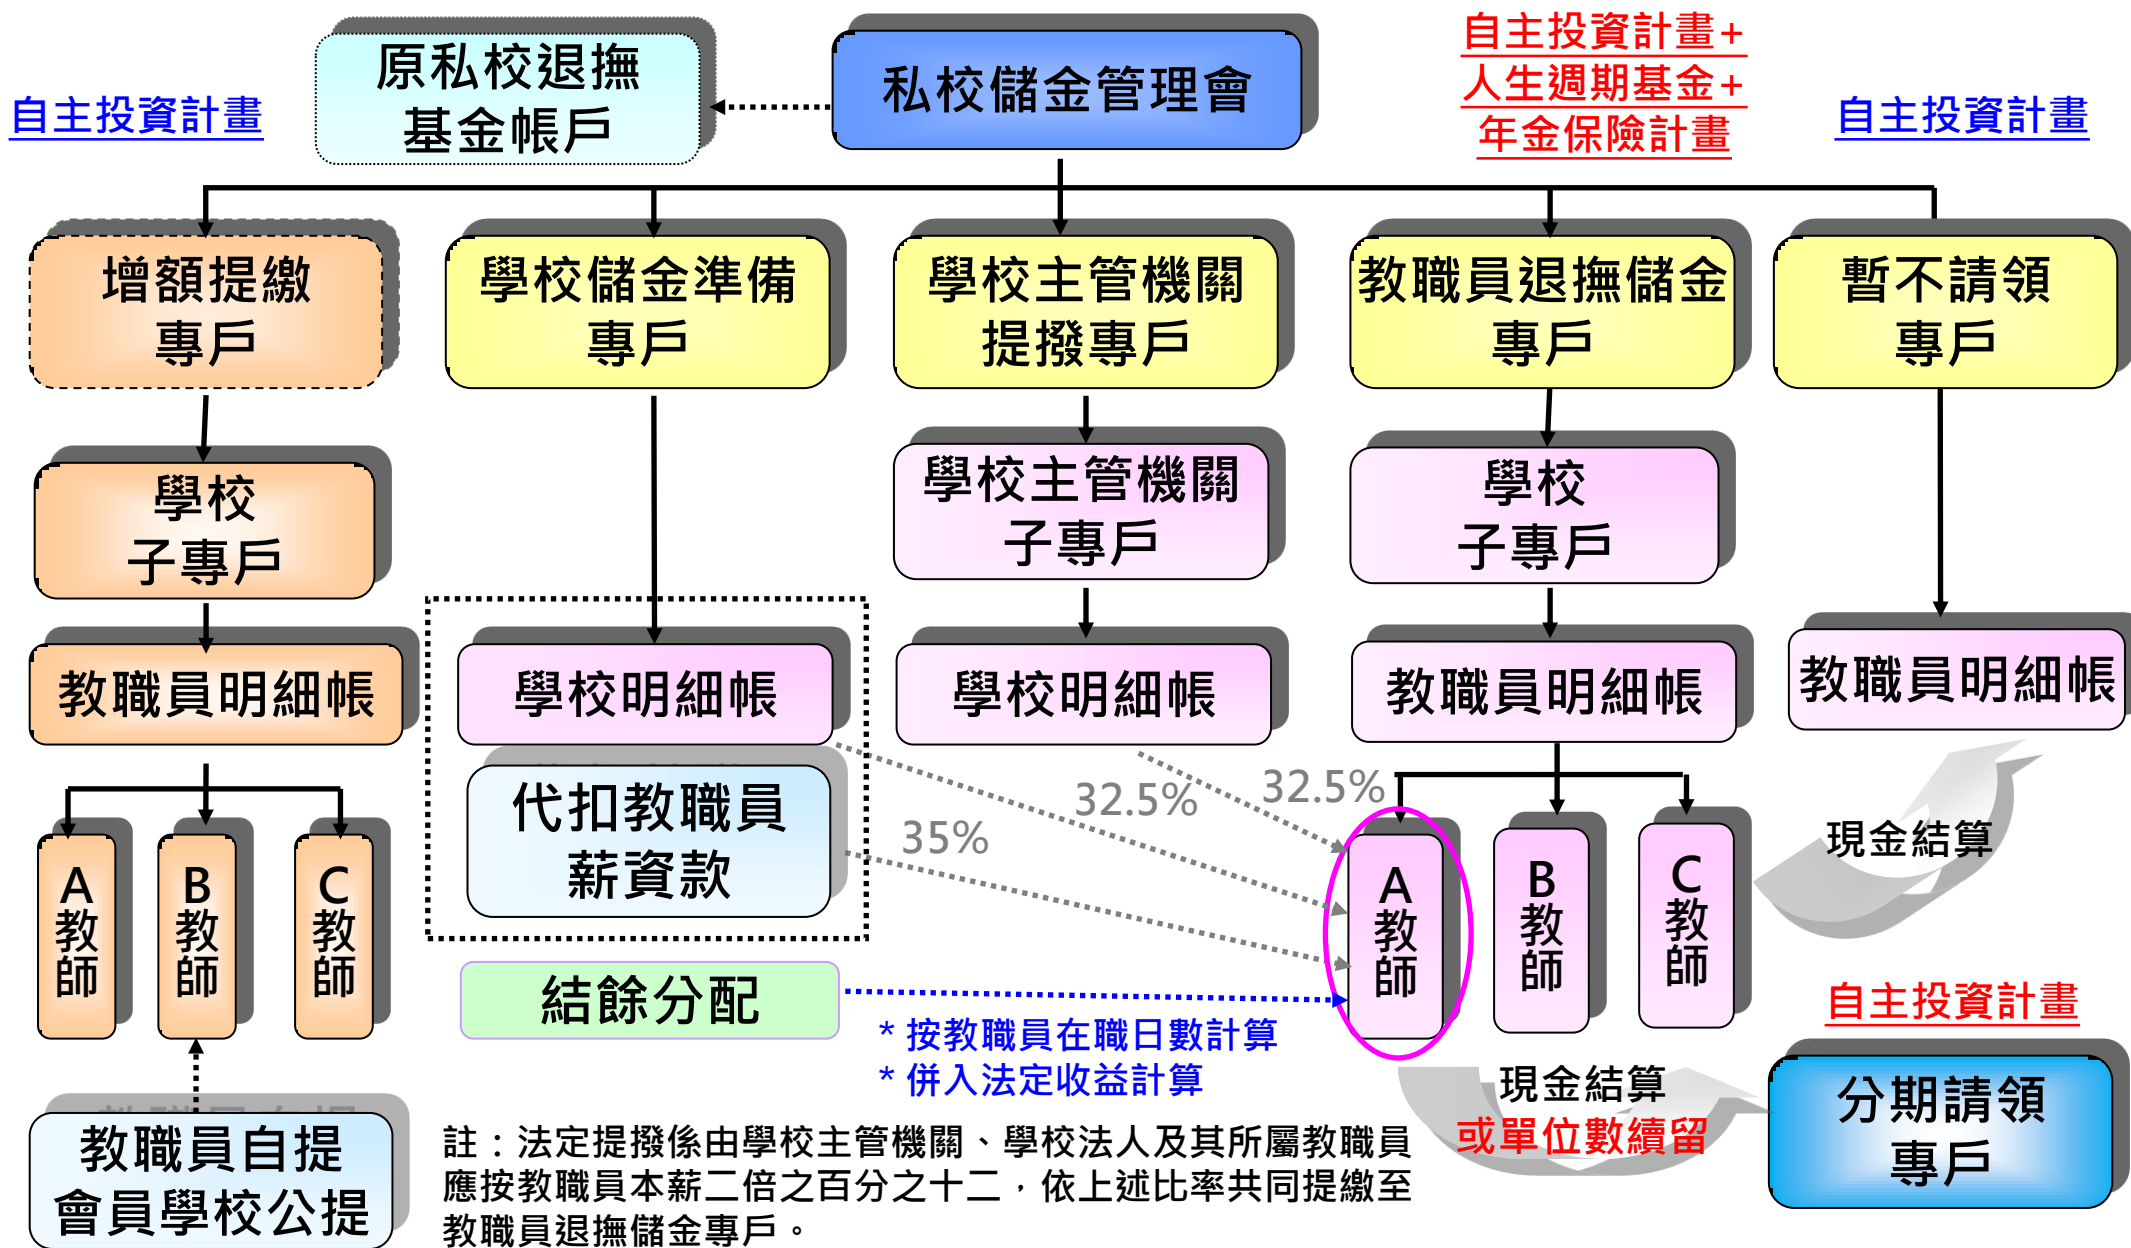 原私校退撫
基金帳戶
私校儲金管理會
自主投資計畫+
人生週期基金+
年金保險計畫
自主投資計畫
自主投資計畫
增額提繳
專戶
學校儲金準備
專戶
學校主管機關
提撥專戶
教職員退撫儲金
專戶
暫不請領
專戶
學校
子專戶
學校主管機關
子專戶
學校
子專戶
教職員明細帳
學校明細帳
學校明細帳
教職員明細帳
教職員明細帳
代扣教職員
薪資款
32.5%
32.5%
35%
現金結算
A教師
B教師
C教師
A教師
B教師
C教師
結餘分配
* 按教職員在職日數計算
* 併入法定收益計算
自主投資計畫
現金結算
或單位數續留
分期請領
專戶
教職員自提
會員學校公提
註：法定提撥係由學校主管機關、學校法人及其所屬教職員
應按教職員本薪二倍之百分之十二，依上述比率共同提繳至
教職員退撫儲金專戶。